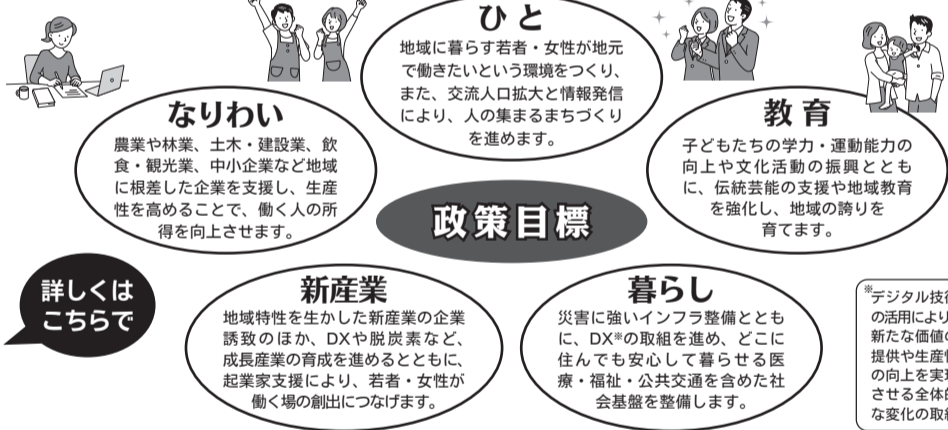 ひと
地域に暮らす若者・女性が地元
で働きたいという環境をつくり、
また、交流人口拡大と情報発信
により、人の集まるまちづくり
を進めます。
なりわい
農業や林業、土木・建設業、飲
食・観光業、中小企業など地域
に根差した企業を支援し、生産
性を高めることで、働く人の所
得を向上させます。
教育
子どもたちの学力・運動能力の
向上や文化活動の振興ととも
に、伝統芸能の支援や地域教育
を強化し、地域の誇りを
育てます。
政策目標
詳しくは
こちらで
新産業
地域特性を生かした新産業の企業
誘致のほか、DXや脱炭素など、
成長産業の育成を進めるとともに、
起業家支援により、若者・女性が
働く場の創出につなげます。
暮らし
災害に強いインフラ整備ととも
に、DX※の取組を進め、どこに
住んでも安心して暮らせる医
療・福祉・公共交通を含めた社
会基盤を整備します。
※デジタル技術
の活用により
新たな価値の
提供や生産性
の向上を実現
させる全体的
な変化の取組